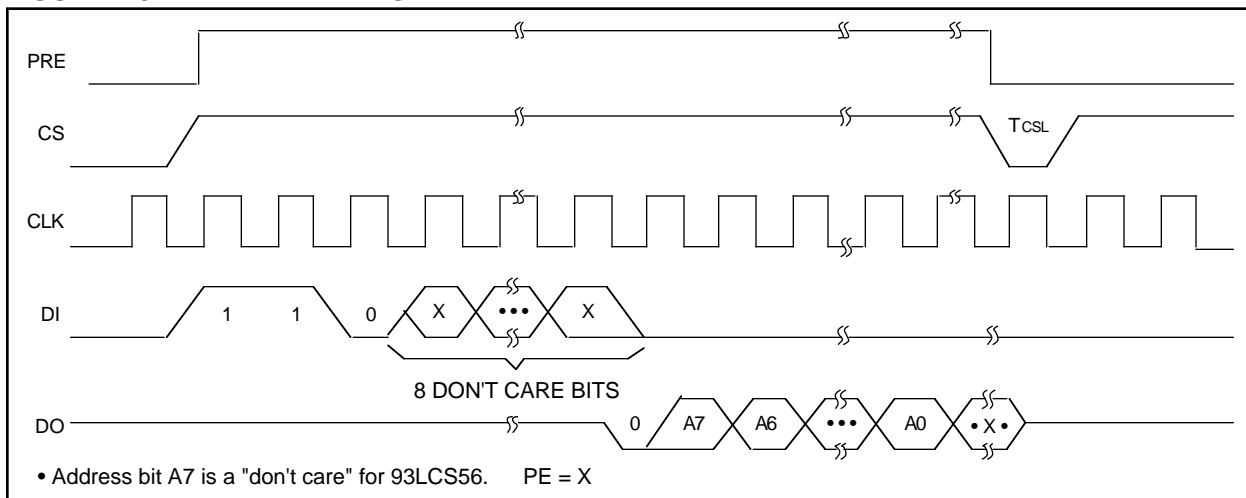 PRE
CS
TCSL
CLK
DI 1 1 0 X ••• X
8 DON'T CARE BITS
DO 0 A7 A6 ••• A0 • X •
• Address bit A7 is a "don't care" for 93LCS56. PE = X